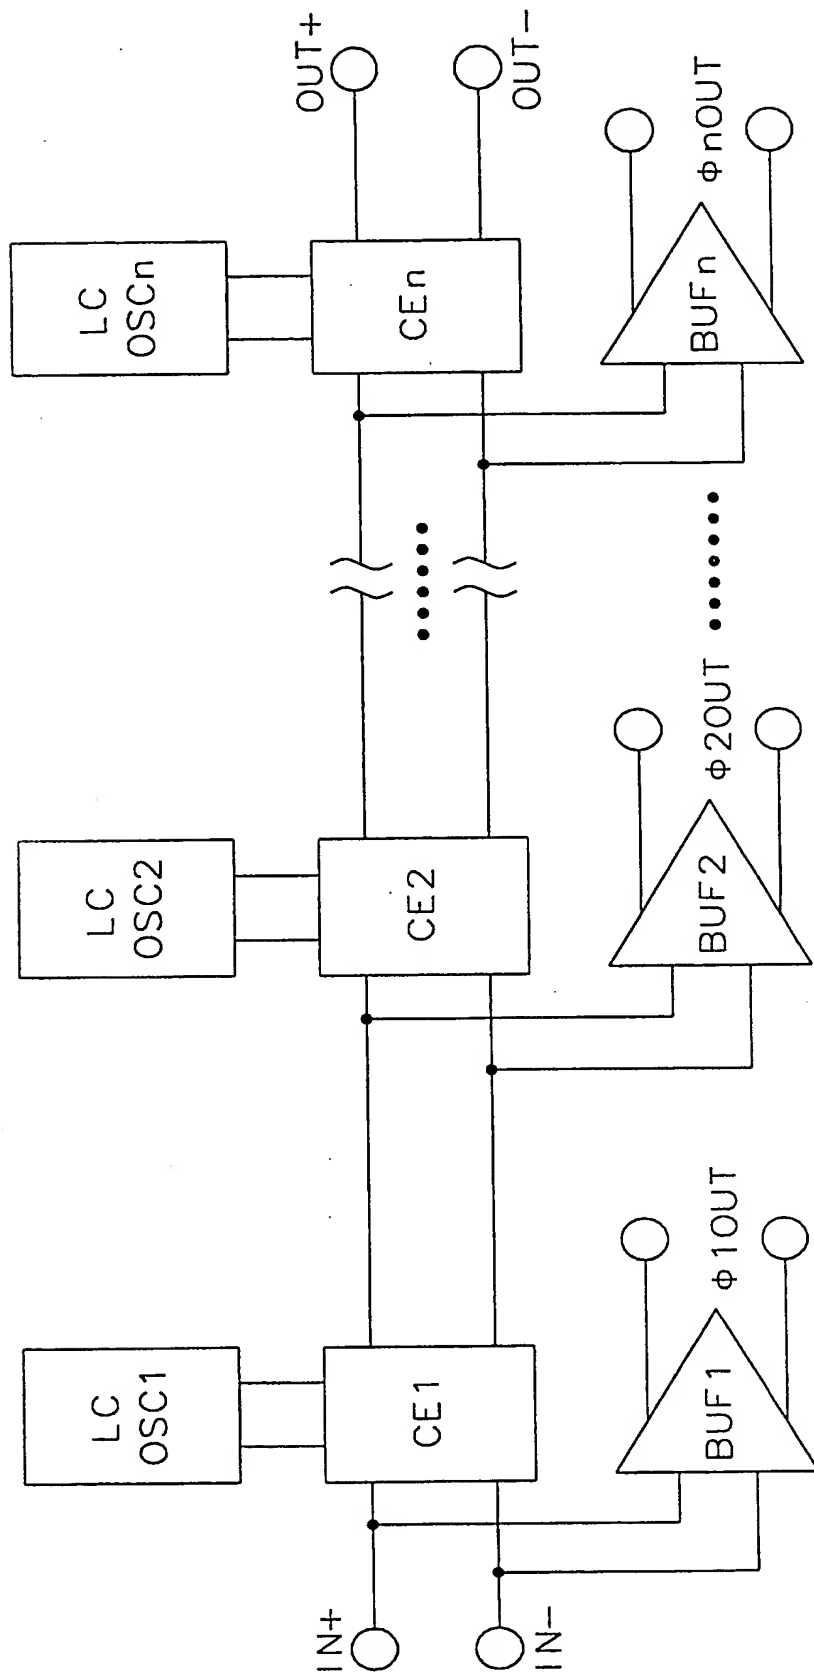 LC
OSC1
LC
OSC2
LC
OSCn
IN+
CE1
CE2
CEn
OUT+
IN-
OUT-
BUF1
Φ1OUT
BUF2
Φ2OUT
BUFn
ΦnOUT